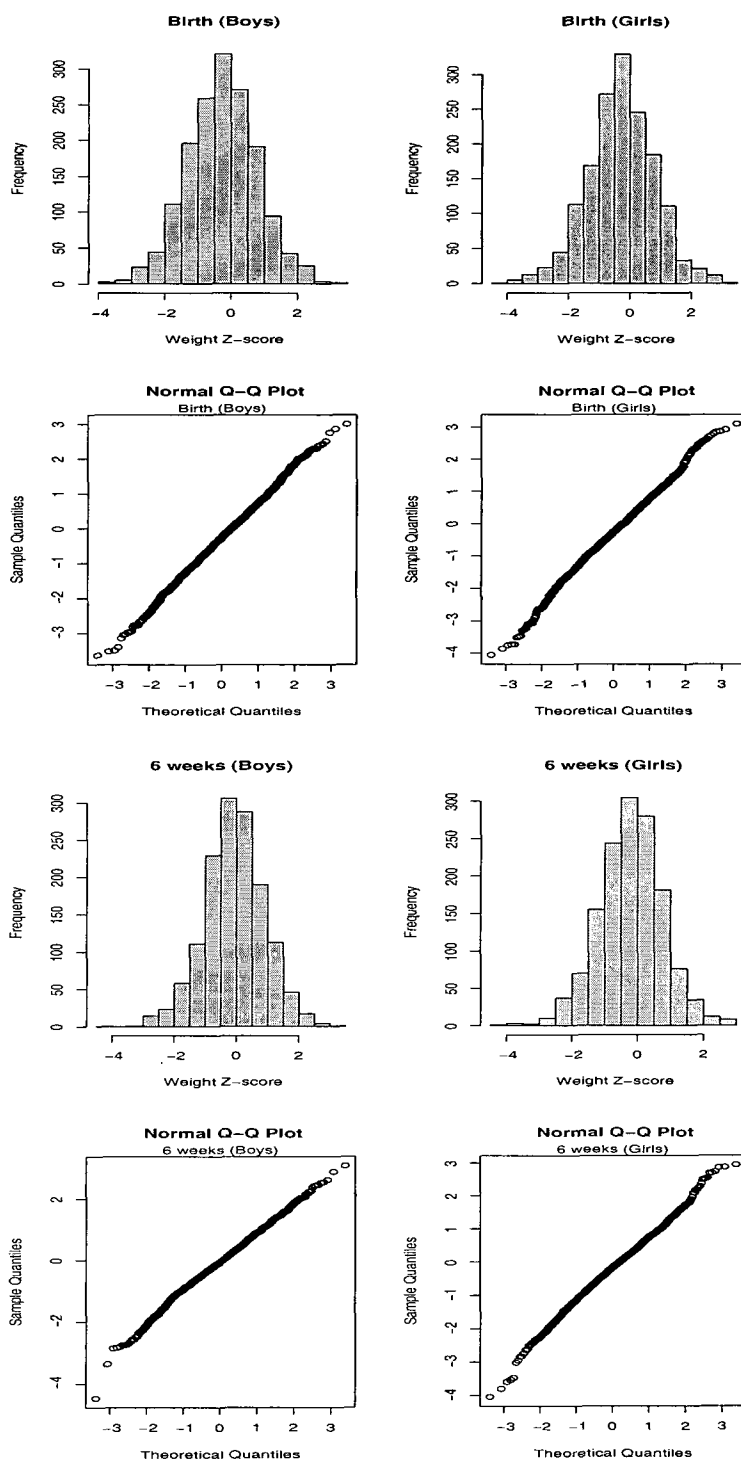 Birth (Boys)
Frequency
0 50 100 150 200 250 300
-4 -2 0 2
Weight Z-score
Birth (Girls)
Frequency
0 50 100 150 200 250 300
-4 -2 0 2
Weight Z-score
Normal Q-Q Plot
Birth (Boys)
Sample Quantiles
-3 -2 -1 0 1 2 3
-3 -2 -1 0 1 2 3
Theoretical Quantiles
Normal Q-Q Plot
Birth (Girls)
Sample Quantiles
-4 -3 -2 -1 0 1 2 3
-3 -2 -1 0 1 2 3
Theoretical Quantiles
6 weeks (Boys)
Frequency
0 50 100 150 200 250 300
-4 -2 0 2
Weight Z-score
6 weeks (Girls)
Frequency
0 50 100 150 200 250 300
-4 -2 0 2
Weight Z-score
Normal Q-Q Plot
6 weeks (Boys)
Sample Quantiles
-4 -2 0 2
-3 -2 -1 0 1 2 3
Theoretical Quantiles
Normal Q-Q Plot
6 weeks (Girls)
Sample Quantiles
-4 -3 -2 -1 0 1 2 3
-3 -2 -1 0 1 2 3
Theoretical Quantiles